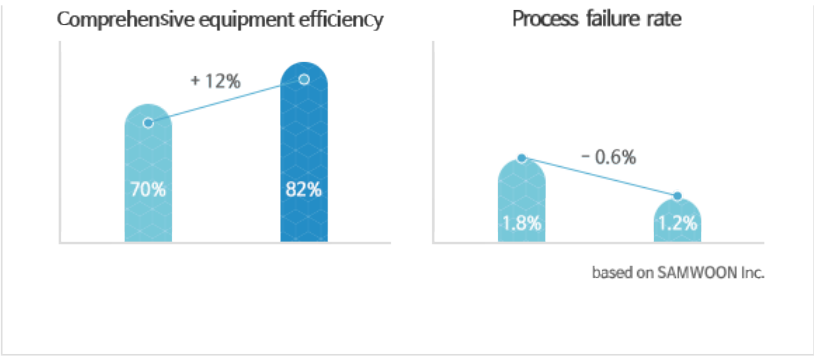 Comprehensive equipment efficiency
+ 12%
70%
82%
Process failure rate
- 0.6%
1.8%
1.2%
based on SAMWOON Inc.